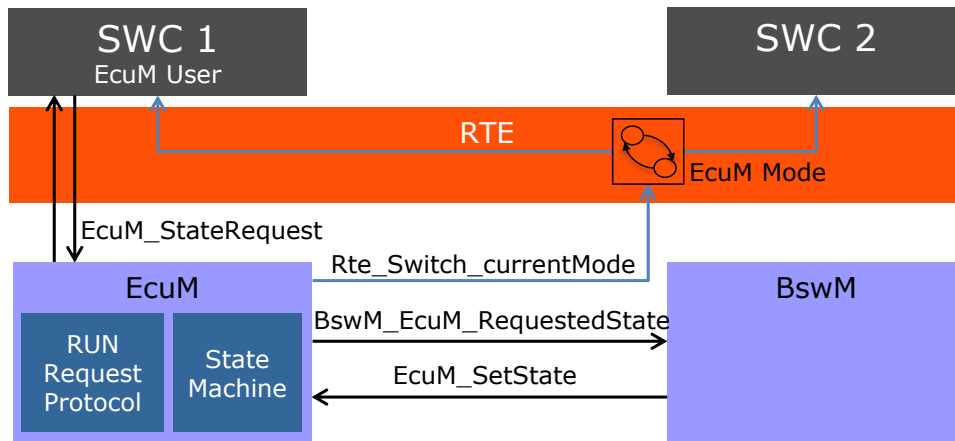 SWC 1
EcuM User
SWC 2
RTE
EcuM Mode
EcuM_StateRequest
Rte_Switch_currentMode
EcuM
BswM
BswM_EcuM_RequestedState
RUN
Request
Protocol
State
Machine
EcuM_SetState